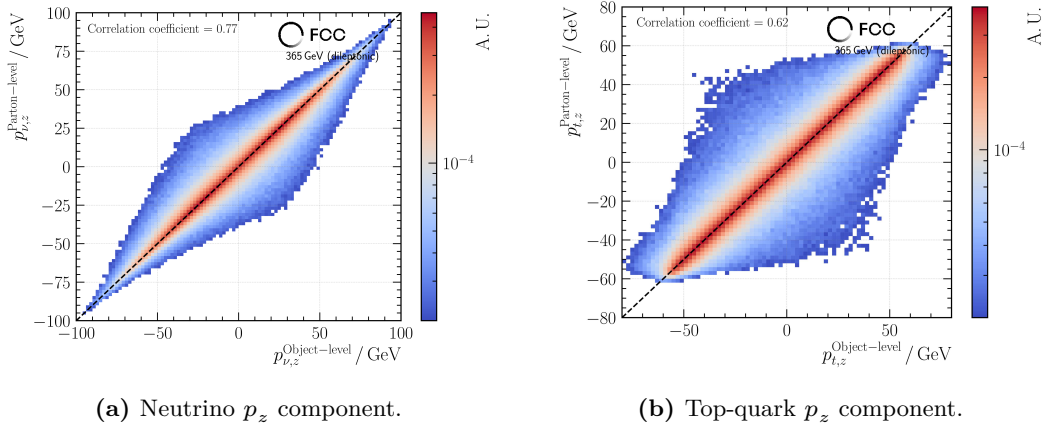 Correlation coefficient = 0.77
FCC
365 GeV (dileptonic)
100
75
50
25
0
−25
−50
−75
−100
−100
−50
0
50
100
p_{ν,z}^{Parton−level} / GeV
p_{ν,z}^{Object−level} / GeV
A. U.
10^{−4}
Correlation coefficient = 0.62
FCC
365 GeV (dileptonic)
80
60
40
20
0
−20
−40
−60
−80
−50
0
50
p_{t,z}^{Parton−level} / GeV
p_{t,z}^{Object−level} / GeV
A. U.
10^{−4}
(a) Neutrino p_z component.
(b) Top-quark p_z component.